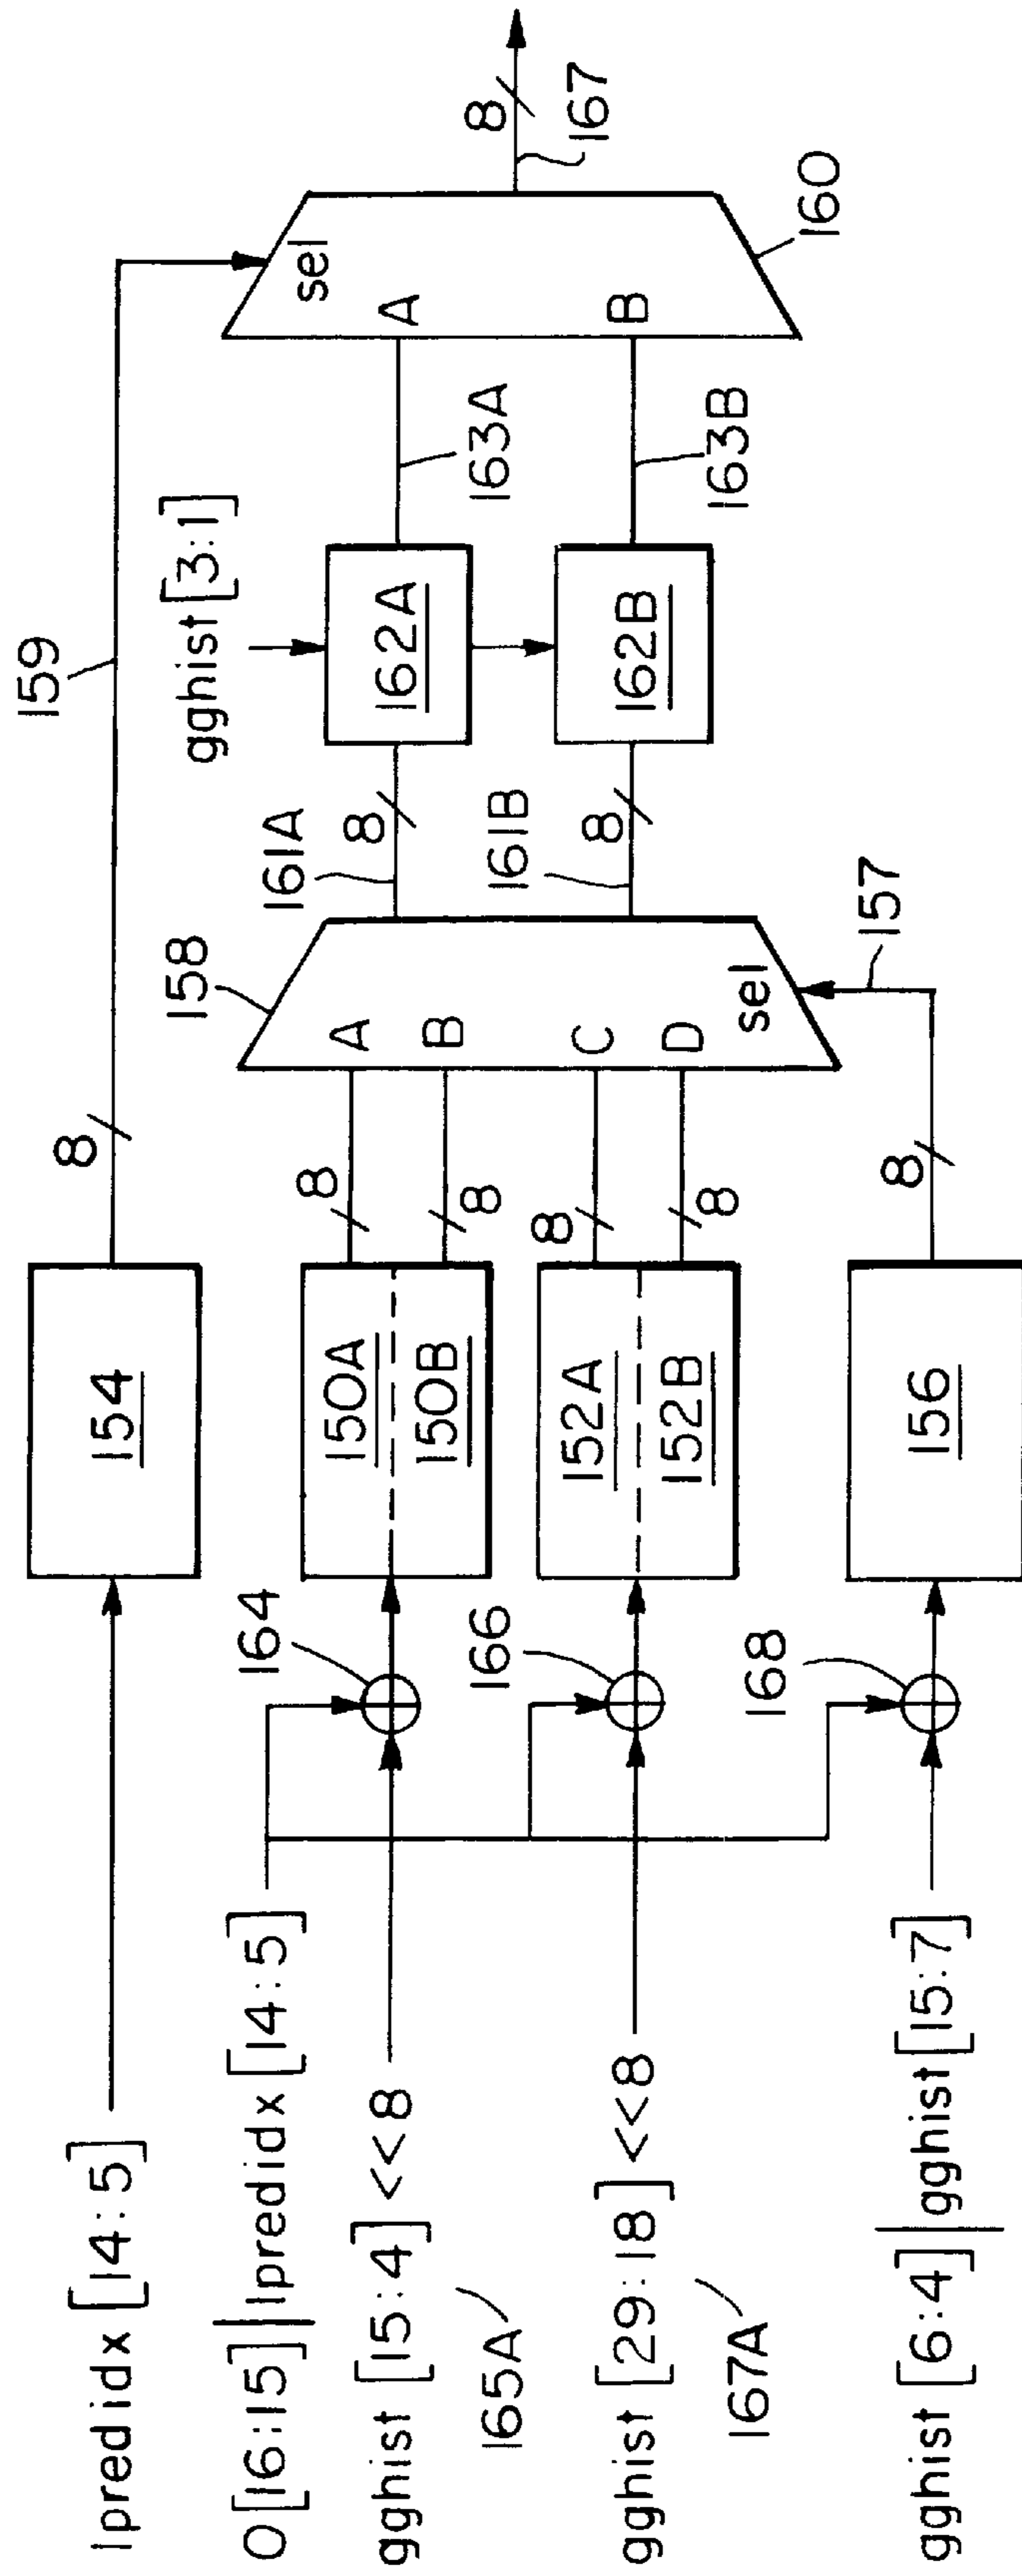 lpredidx [14:5]
154
8
159
0[16:15]|lpredidx [14:5]
gghist [15:4] <<8
165A
164
150A
150B
8
8
gghist [29:18] <<8
167A
166
152A
152B
8
8
gghist [6:4]|gghist [15:7]
168
156
8
157
158
A
B
C
D
sel
161A
8
161B
8
gghist [3:1]
162A
162B
163A
163B
sel
A
B
160
8
167